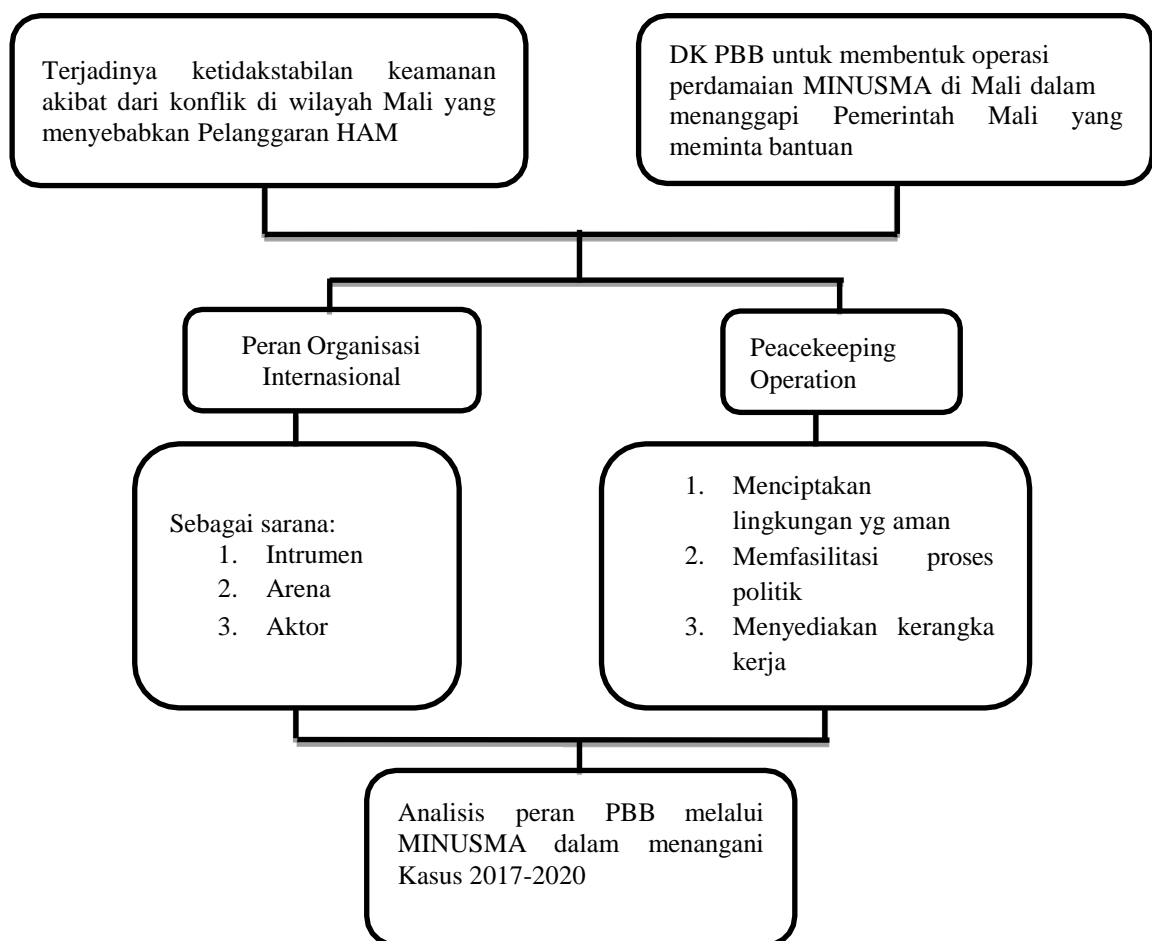 Terjadinya ketidakstabilan keamanan
akibat dari konflik di wilayah Mali yang
menyebabkan Pelanggaran HAM
DK PBB untuk membentuk operasi
perdamaian MINUSMA di Mali dalam
menanggapi Pemerintah Mali yang
meminta bantuan
Peran Organisasi
Internasional
Peacekeeping
Operation
Sebagai sarana:
1. Intrumen
2. Arena
3. Aktor
1. Menciptakan
lingkungan yg aman
2. Memfasilitasi proses
politik
3. Menyediakan kerangka
kerja
Analisis peran PBB melalui
MINUSMA dalam menangani
Kasus 2017-2020